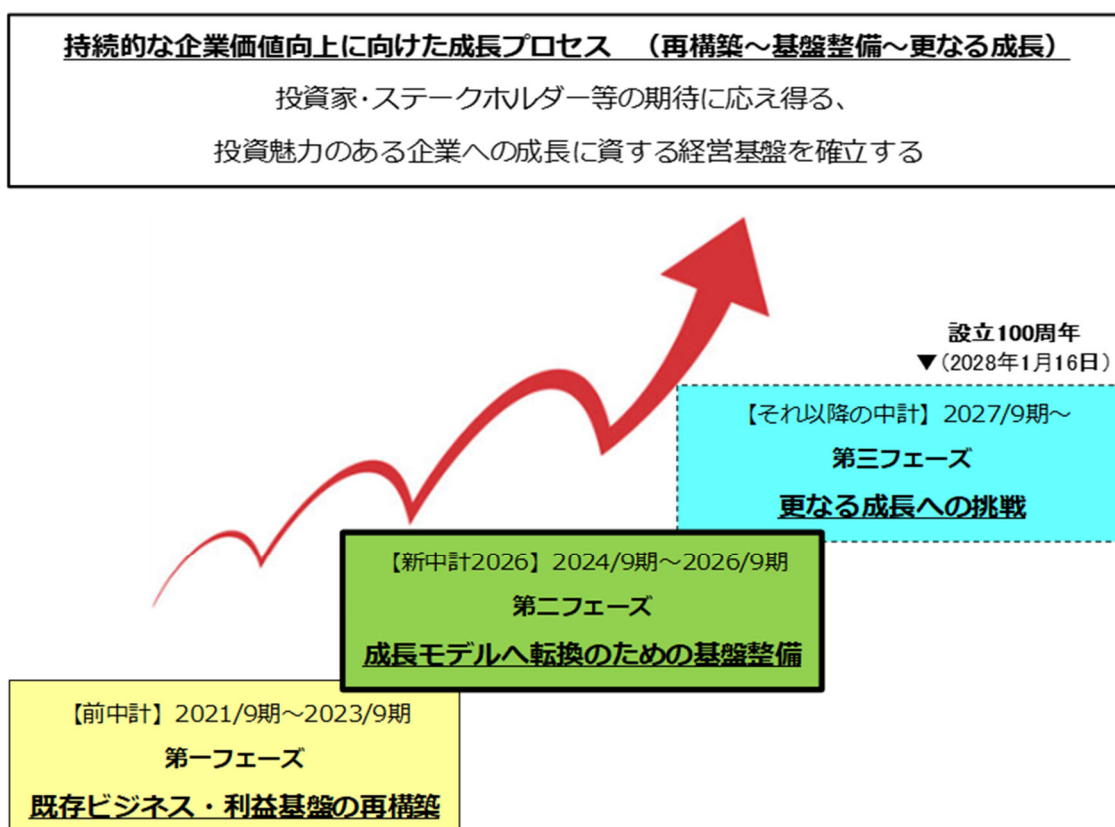 持続的な企業価値向上に向けた成長プロセス　（再構築～基盤整備～更なる成長）
投資家・ステークホルダー等の期待に応え得る、
投資魅力のある企業への成長に資する経営基盤を確立する
設立100周年
▼(2028年1月16日)
【それ以降の中計】2027/9期～
第三フェーズ
更なる成長への挑戦
【新中計2026】2024/9期～2026/9期
第二フェーズ
成長モデルへ転換のための基盤整備
【前中計】2021/9期～2023/9期
第一フェーズ
既存ビジネス・利益基盤の再構築